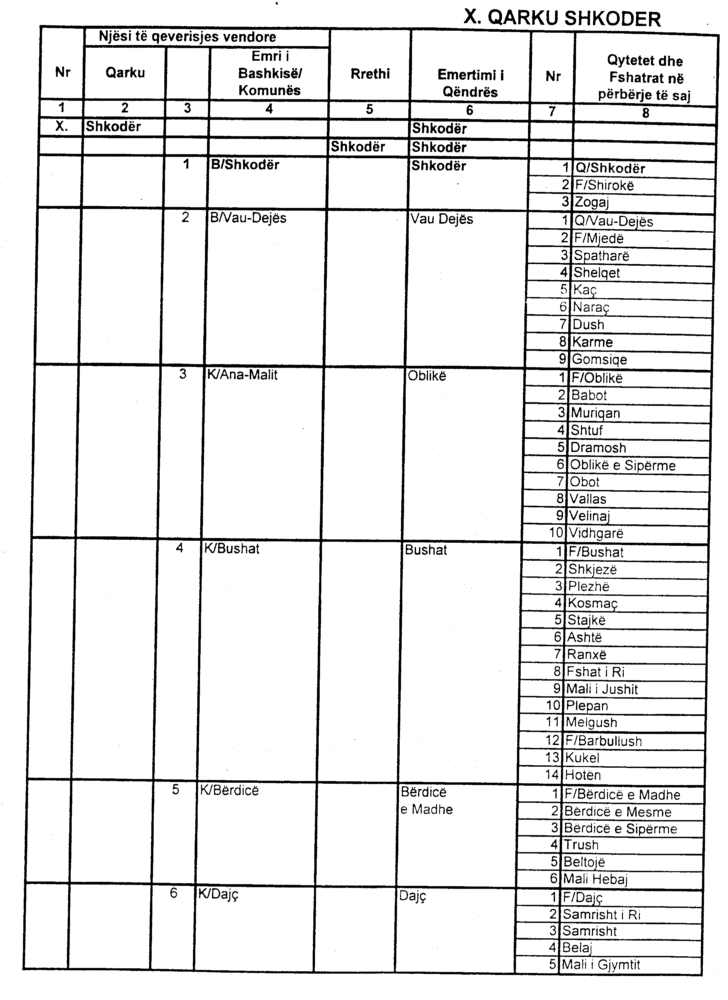 X. QARKU SHKODER
Njësi të qeverisjes vendore
Nr
Qarku
Emri i
Bashkisë/
Komunës
Rrethi
Emertimi i
Qëndrës
Nr
Qytetet dhe
Fshatrat në
përbërje të saj
1 2 3 4 5 6 7 8
X. Shkodër Shkodër
Shkodër Shkodër
1 B/Shkodër Shkodër 1 Q/Shkodër
2 F/Shirokë
3 Zogaj
2 B/Vau-Dejës Vau Dejës 1 Q/Vau-Dejës
2 F/Mjedë
3 Spatharë
4 Shelqet
5 Kaç
6 Naraç
7 Dush
8 Karme
9 Gomsiqe
3 K/Ana-Malit Oblikë 1 F/Oblikë
2 Babot
3 Muriqan
4 Shtuf
5 Dramosh
6 Oblikë e Sipërme
7 Obot
8 Vallas
9 Velinaj
10 Vidhgarë
4 K/Bushat Bushat 1 F/Bushat
2 Shkjezë
3 Plezhë
4 Kosmaç
5 Stajkë
6 Ashtë
7 Ranxë
8 Fshat i Ri
9 Mali i Jushit
10 Plepan
11 Melgush
12 F/Barbullush
13 Kukel
14 Hotën
5 K/Bërdicë Bërdicë 1 F/Bërdicë e Madhe
e Madhe 2 Bërdicë e Mesme
3 Bërdicë e Sipërme
4 Trush
5 Beltojë
6 Mali Hebaj
6 K/Dajç Dajç 1 F/Dajç
2 Samrisht i Ri
3 Samrisht
4 Belaj
5 Mali i Gjymtit